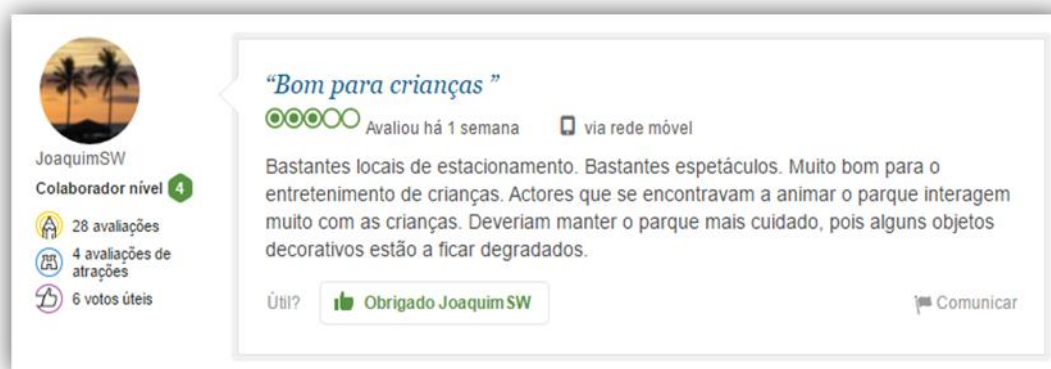 JoaquimSW
Colaborador nível 4
28 avaliações
4 avaliações de
atrações
6 votos úteis
“Bom para crianças ”
Avaliou há 1 semana via rede móvel
Bastantes locais de estacionamento. Bastantes espetáculos. Muito bom para o
entretenimento de crianças. Actores que se encontravam a animar o parque interagem
muito com as crianças. Deveriam manter o parque mais cuidado, pois alguns objetos
decorativos estão a ficar degradados.
Útil? Obrigado Joaquim SW Comunicar